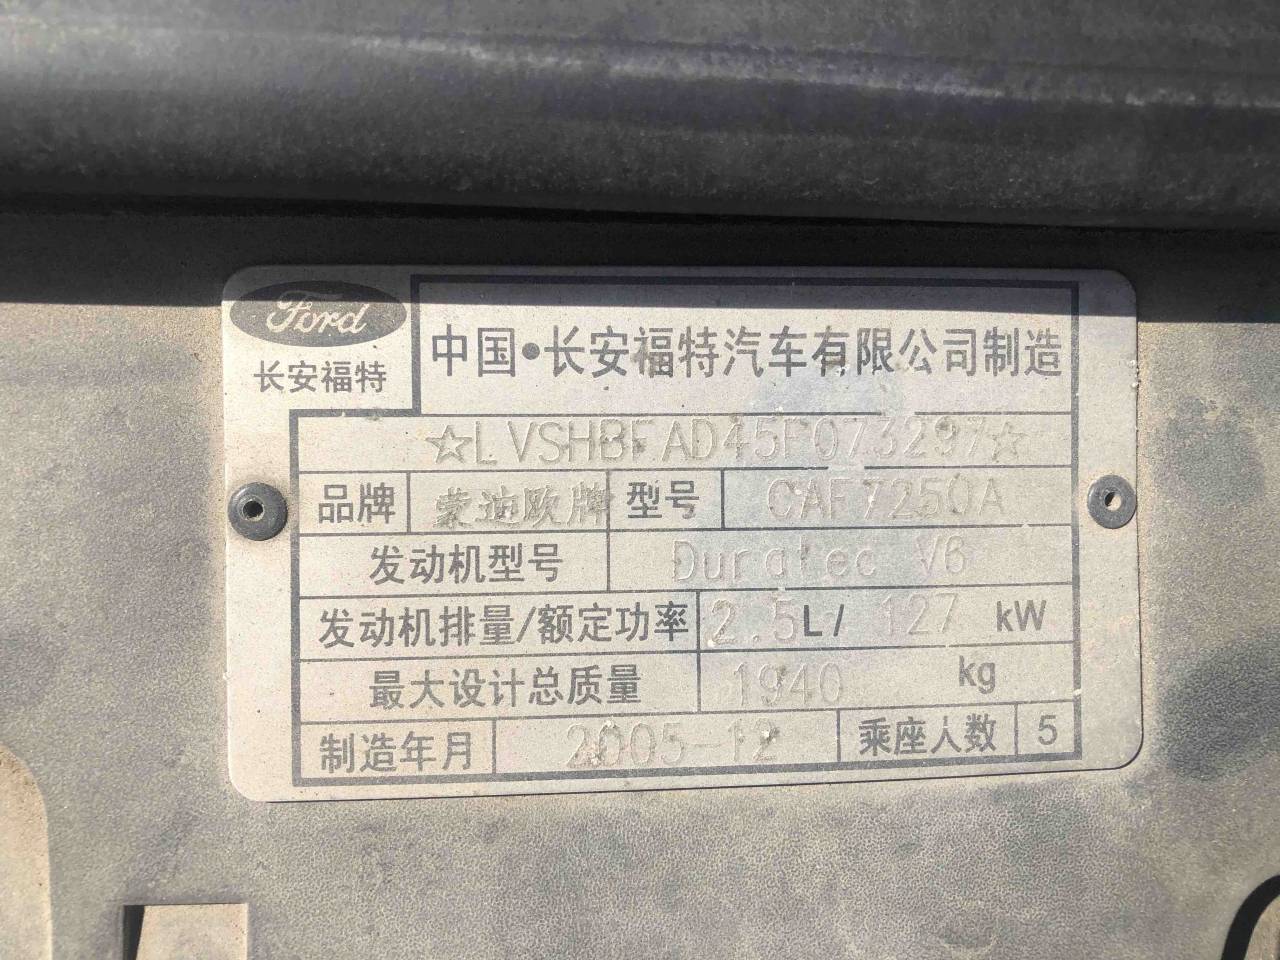 Ford
长安福特
中国·长安福特汽车有限公司制造
☆LVSHBFAD45F073297☆
品牌 蒙迪欧牌 型号 CAF7250A
发动机型号 Duratec V6
发动机排量/额定功率 2.5L/ 127 kW
最大设计总质量 1940 kg
制造年月 2005-12 乘座人数 5